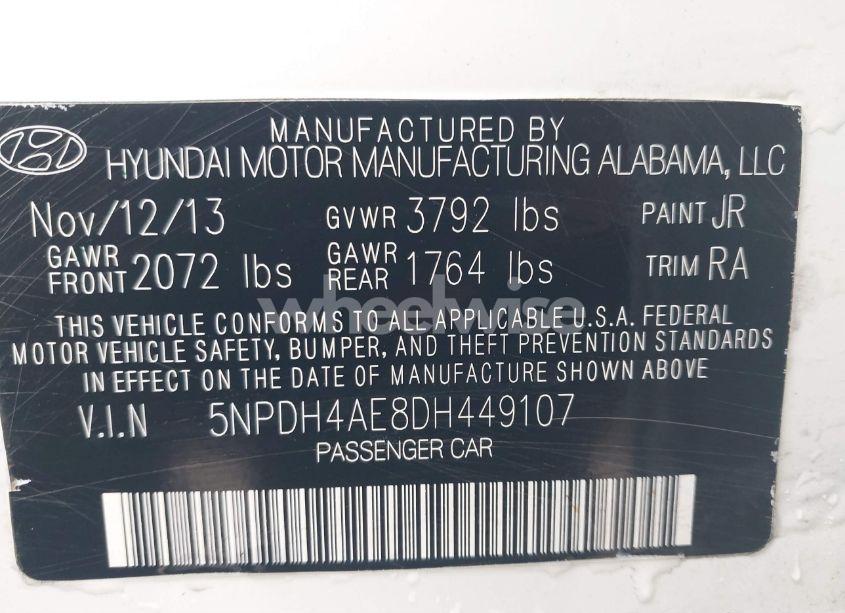 MANUFACTURED BY
HYUNDAI MOTOR MANUFACTURING ALABAMA, LLC
Nov/12/13 GVWR 3792 lbs PAINT JR
GAWR FRONT 2072 lbs GAWR REAR 1764 lbs TRIM RA
wheelwise
THIS VEHICLE CONFORMS TO ALL APPLICABLE U.S.A. FEDERAL
MOTOR VEHICLE SAFETY, BUMPER, AND THEFT PREVENTION STANDARDS
IN EFFECT ON THE DATE OF MANUFACTURE SHOWN ABOVE
V.I.N 5NPDH4AE8DH449107
PASSENGER CAR